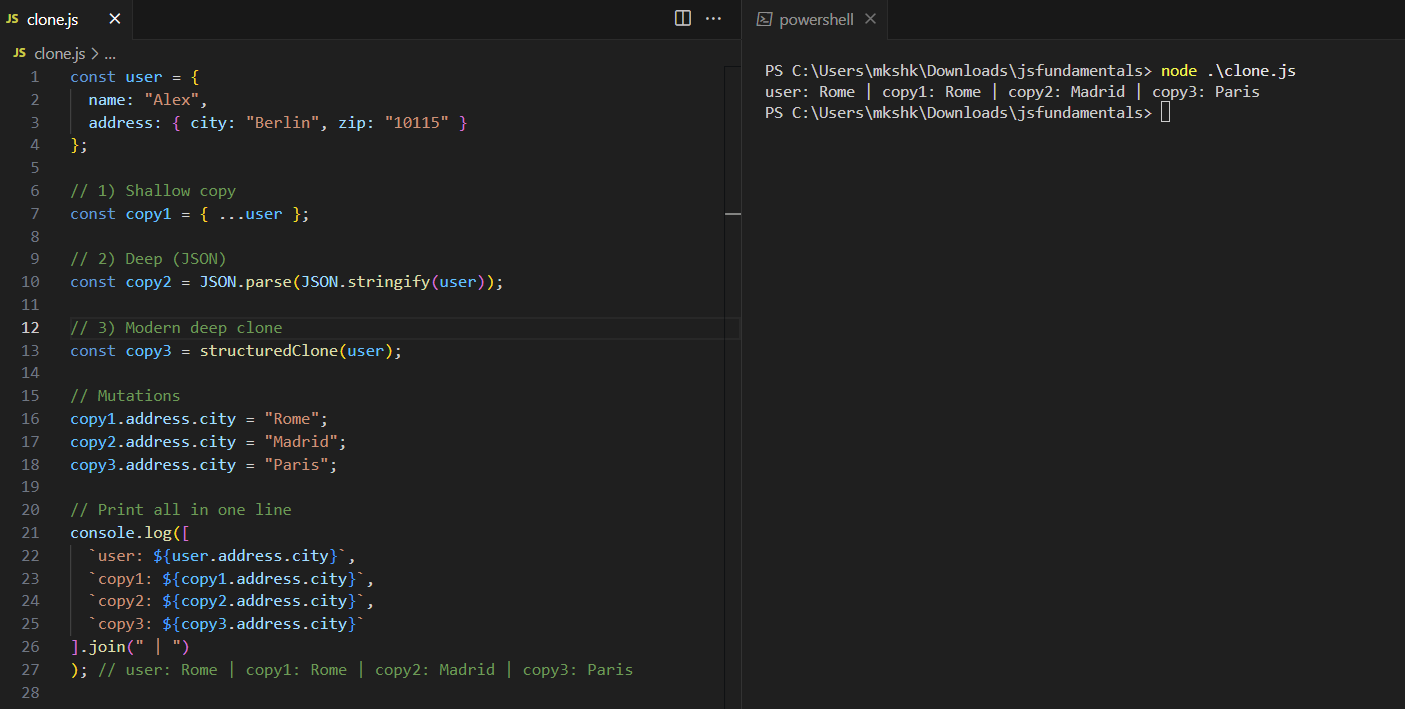 JS clone.js
JS clone.js > ...
1 const user = {
2   name: "Alex",
3   address: { city: "Berlin", zip: "10115" }
4 };
5
6 // 1) Shallow copy
7 const copy1 = { ...user };
8
9 // 2) Deep (JSON)
10 const copy2 = JSON.parse(JSON.stringify(user));
11
12 // 3) Modern deep clone
13 const copy3 = structuredClone(user);
14
15 // Mutations
16 copy1.address.city = "Rome";
17 copy2.address.city = "Madrid";
18 copy3.address.city = "Paris";
19
20 // Print all in one line
21 console.log([
22   `user: ${user.address.city}`,
23   `copy1: ${copy1.address.city}`,
24   `copy2: ${copy2.address.city}`,
25   `copy3: ${copy3.address.city}`
26 ].join(" | ")
27 ); // user: Rome | copy1: Rome | copy2: Madrid | copy3: Paris
28
powershell
PS C:\Users\mkshk\Downloads\jsfundamentals> node .\clone.js
user: Rome | copy1: Rome | copy2: Madrid | copy3: Paris
PS C:\Users\mkshk\Downloads\jsfundamentals>